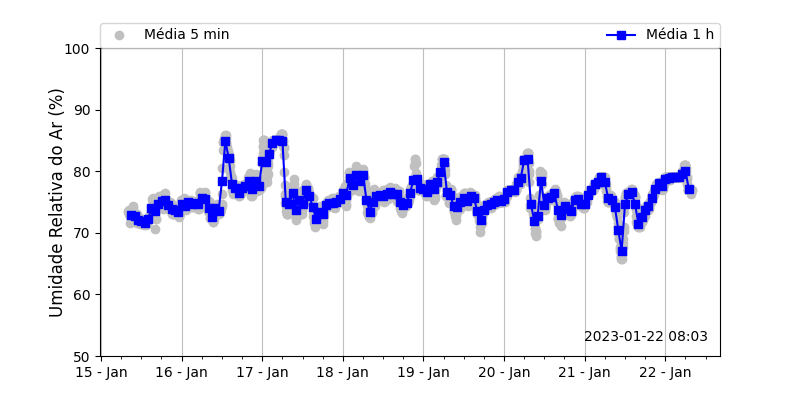 Média 5 min
Média 1 h
Umidade Relativa do Ar (%)
100
90
80
70
60
50
2023-01-22 08:03
15 - Jan
16 - Jan
17 - Jan
18 - Jan
19 - Jan
20 - Jan
21 - Jan
22 - Jan